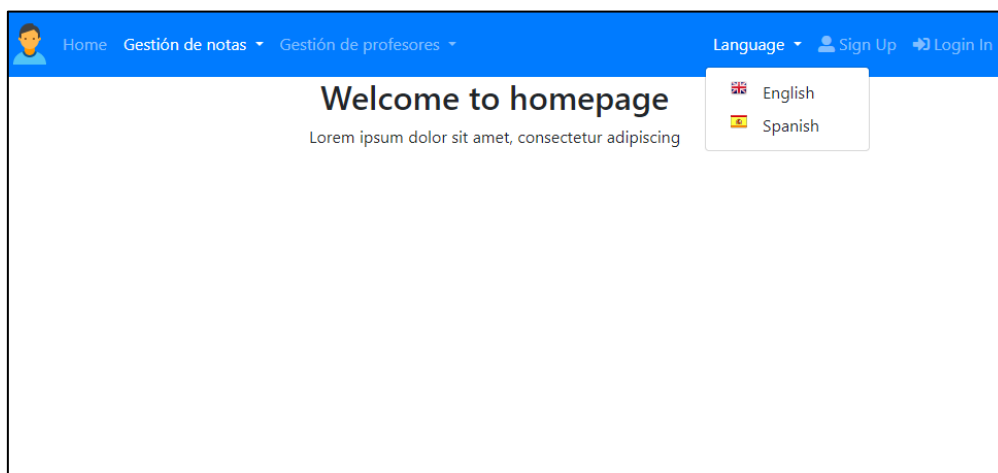 Home Gestión de notas Gestión de profesores Language Sign Up Login In
Welcome to homepage
Lorem ipsum dolor sit amet, consectetur adipiscing
English
Spanish